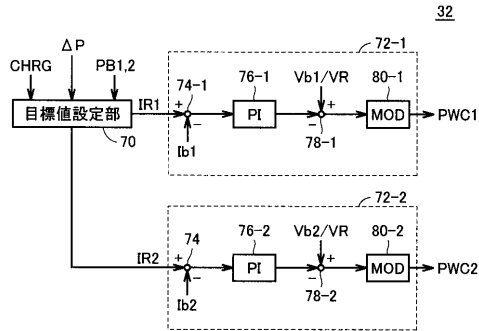 32
ΔP
CHRG
PB1,2
目標値設定部
70
IR1
72-1
74-1
+
−
Ib1
76-1
PI
Vb1/VR
−
+
78-1
80-1
MOD
PWC1
72-2
IR2
74
+
−
Ib2
76-2
PI
Vb2/VR
−
+
78-2
80-2
MOD
PWC2